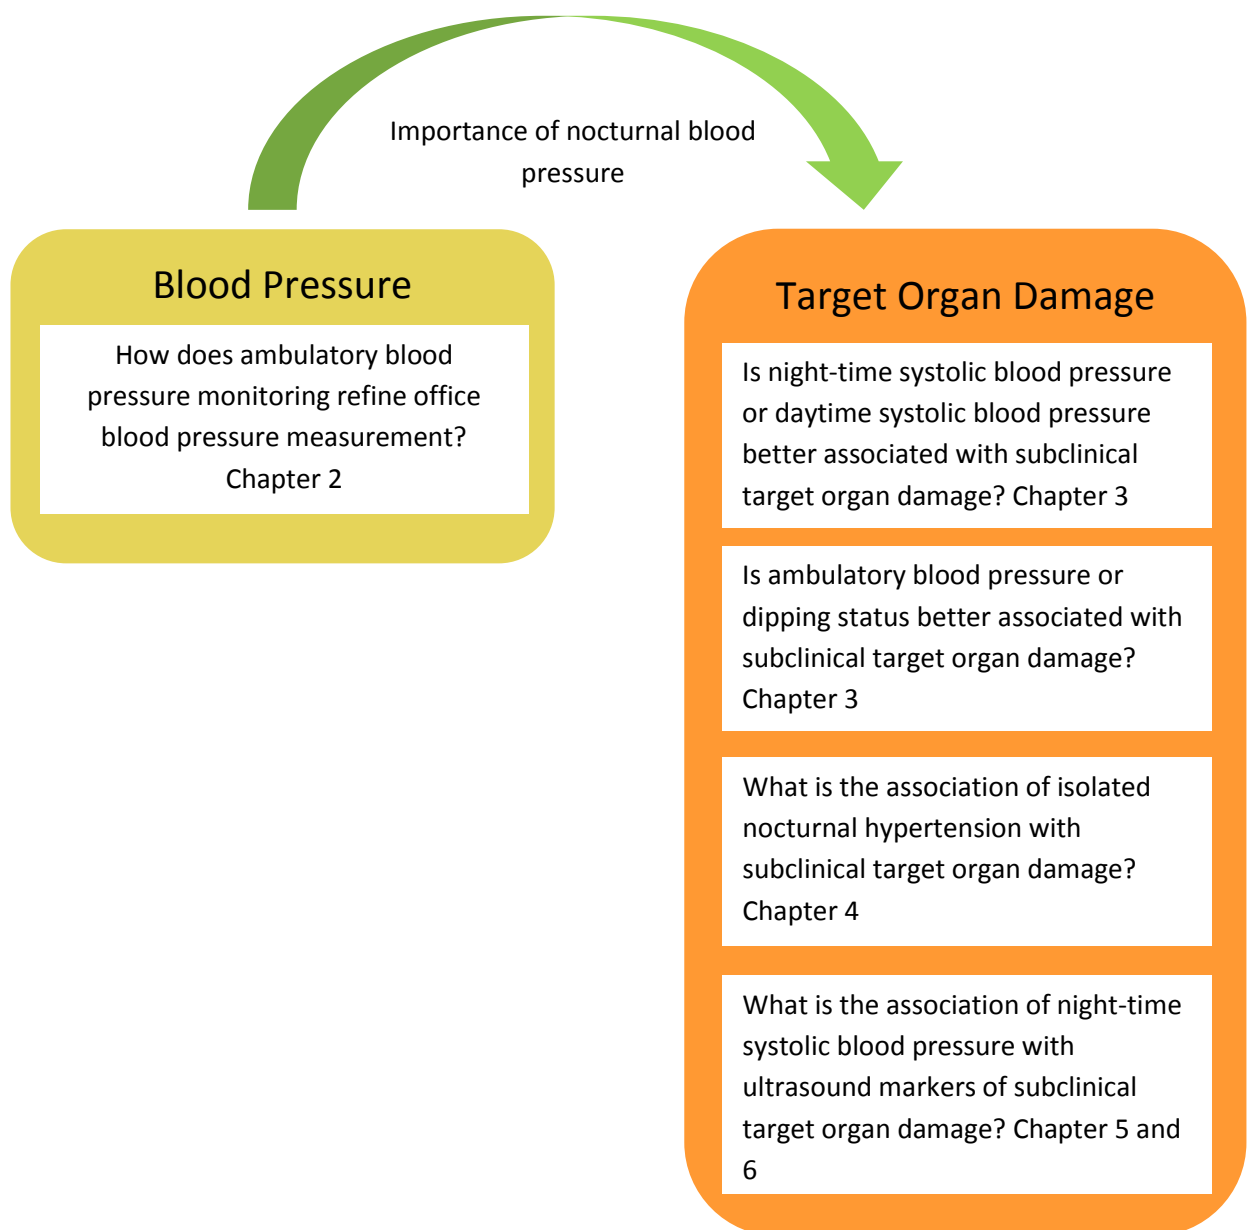 Importance of nocturnal blood
pressure
Blood Pressure
How does ambulatory blood
pressure monitoring refine office
blood pressure measurement?
Chapter 2
Target Organ Damage
Is night-time systolic blood pressure
or daytime systolic blood pressure
better associated with subclinical
target organ damage? Chapter 3
Is ambulatory blood pressure or
dipping status better associated with
subclinical target organ damage?
Chapter 3
What is the association of isolated
nocturnal hypertension with
subclinical target organ damage?
Chapter 4
What is the association of night-time
systolic blood pressure with
ultrasound markers of subclinical
target organ damage? Chapter 5 and
6